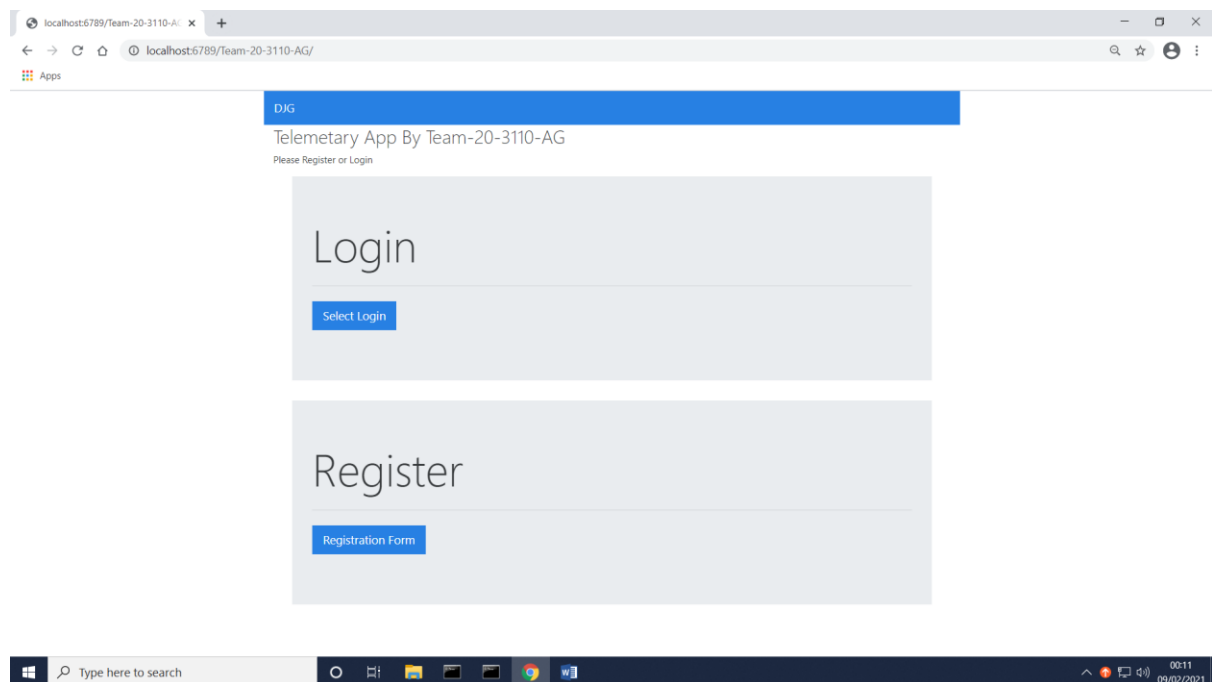 localhost:6789/Team-20-3110-AG
localhost:6789/Team-20-3110-AG/
Apps
DJG
Telemetary App By Team-20-3110-AG
Please Register or Login
Login
Select Login
Register
Registration Form
Type here to search
00:11
09/02/2021